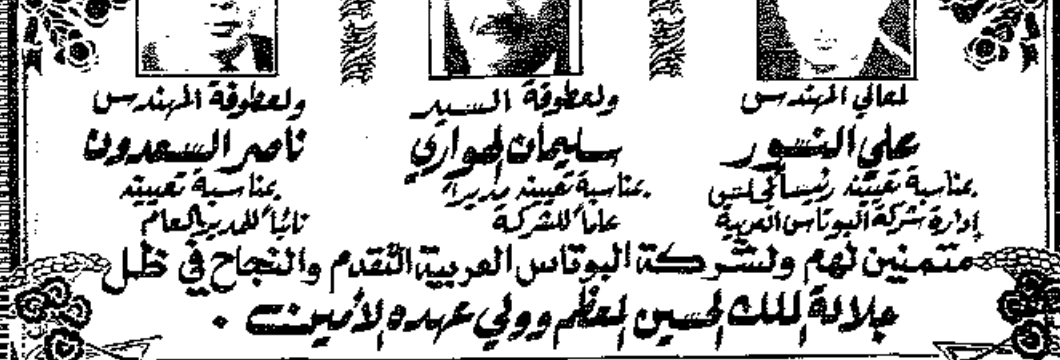 لمعالي المهندس
علي النسور
بمناسبة تعيينه رئيساً لمجلس
إدارة شركة البوتاس العربية
ولعطوفة السيد
سليمان الهواري
بمناسبة تعيينه مديراً
عاماً للشركة
ولعطوفة المهندس
ناصر السعدون
بمناسبة تعيينه
نائباً للمدير العام
متمنين لهم ولشركة البوتاس العربية التقدم والنجاح في ظل
جلالة الملك الحسين المعظم وولي عهده الأمين .